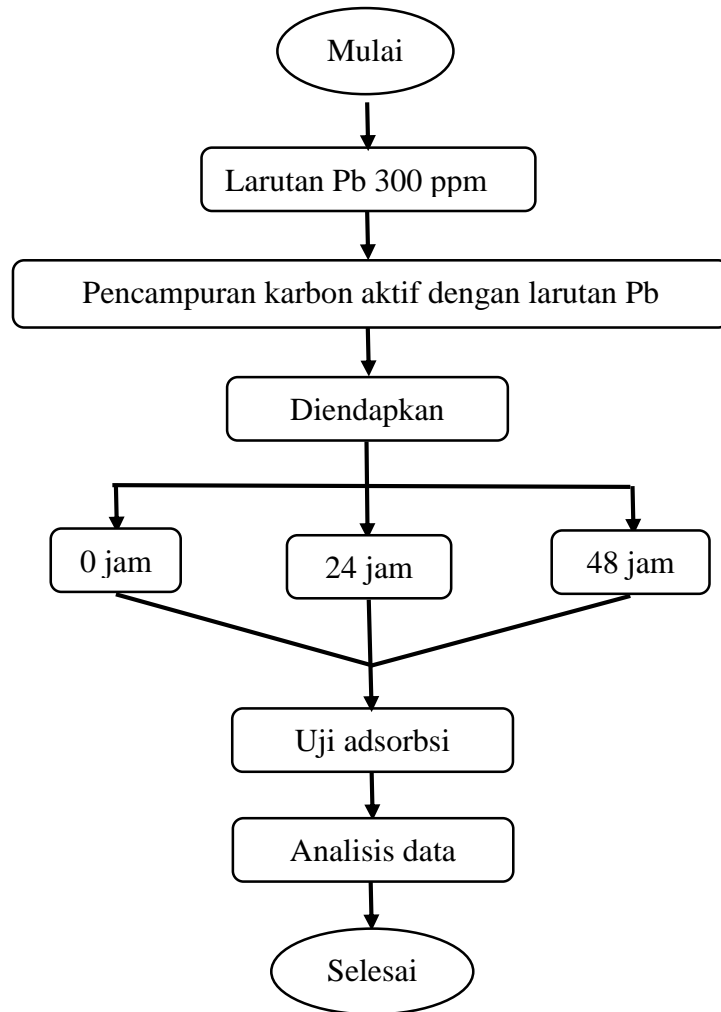 Mulai
Larutan Pb 300 ppm
Pencampuran karbon aktif dengan larutan Pb
Diendapkan
0 jam
24 jam
48 jam
Uji adsorbsi
Analisis data
Selesai